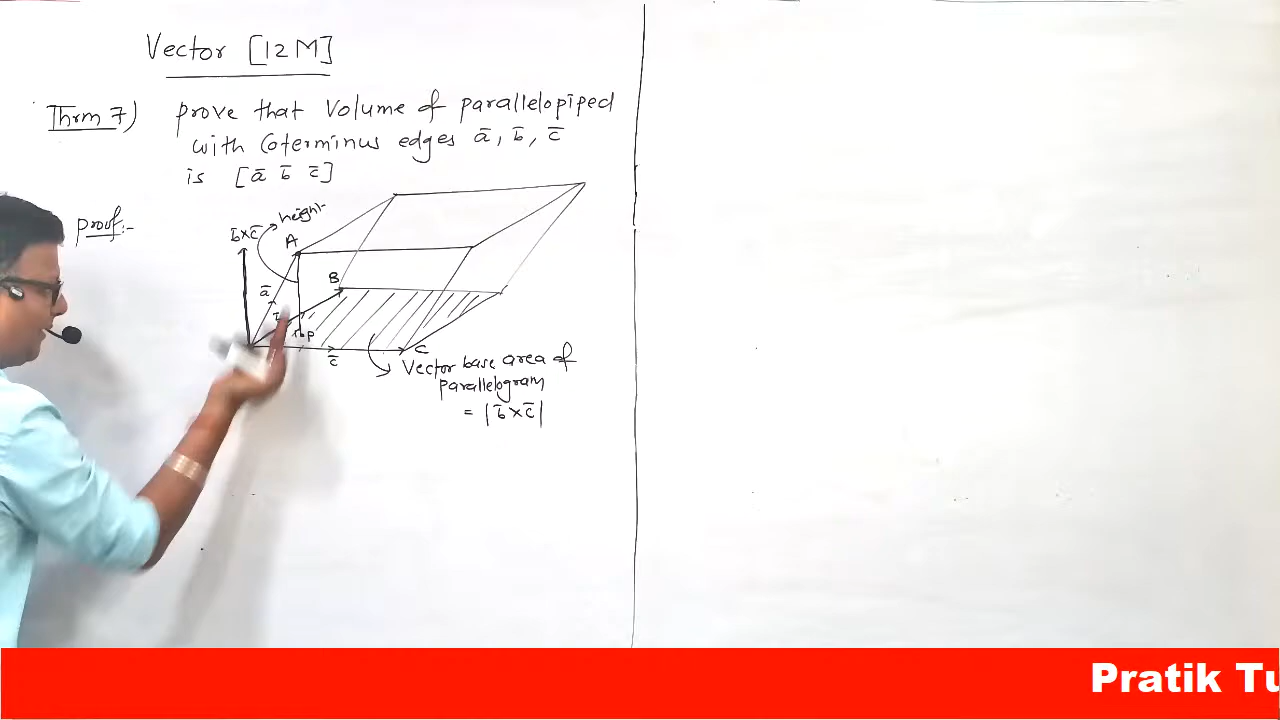 Vector [12M]
Thrm 7) prove that Volume of parallelopiped
with Coterminus edges a̅, b̅, c̅
is [a̅ b̅ c̅]
Proof:-
height
b̅×c̅
A
B
a̅
P
C
c̅
Vector base area of
parallelogram
= |b̅×c̅|
Pratik Tu